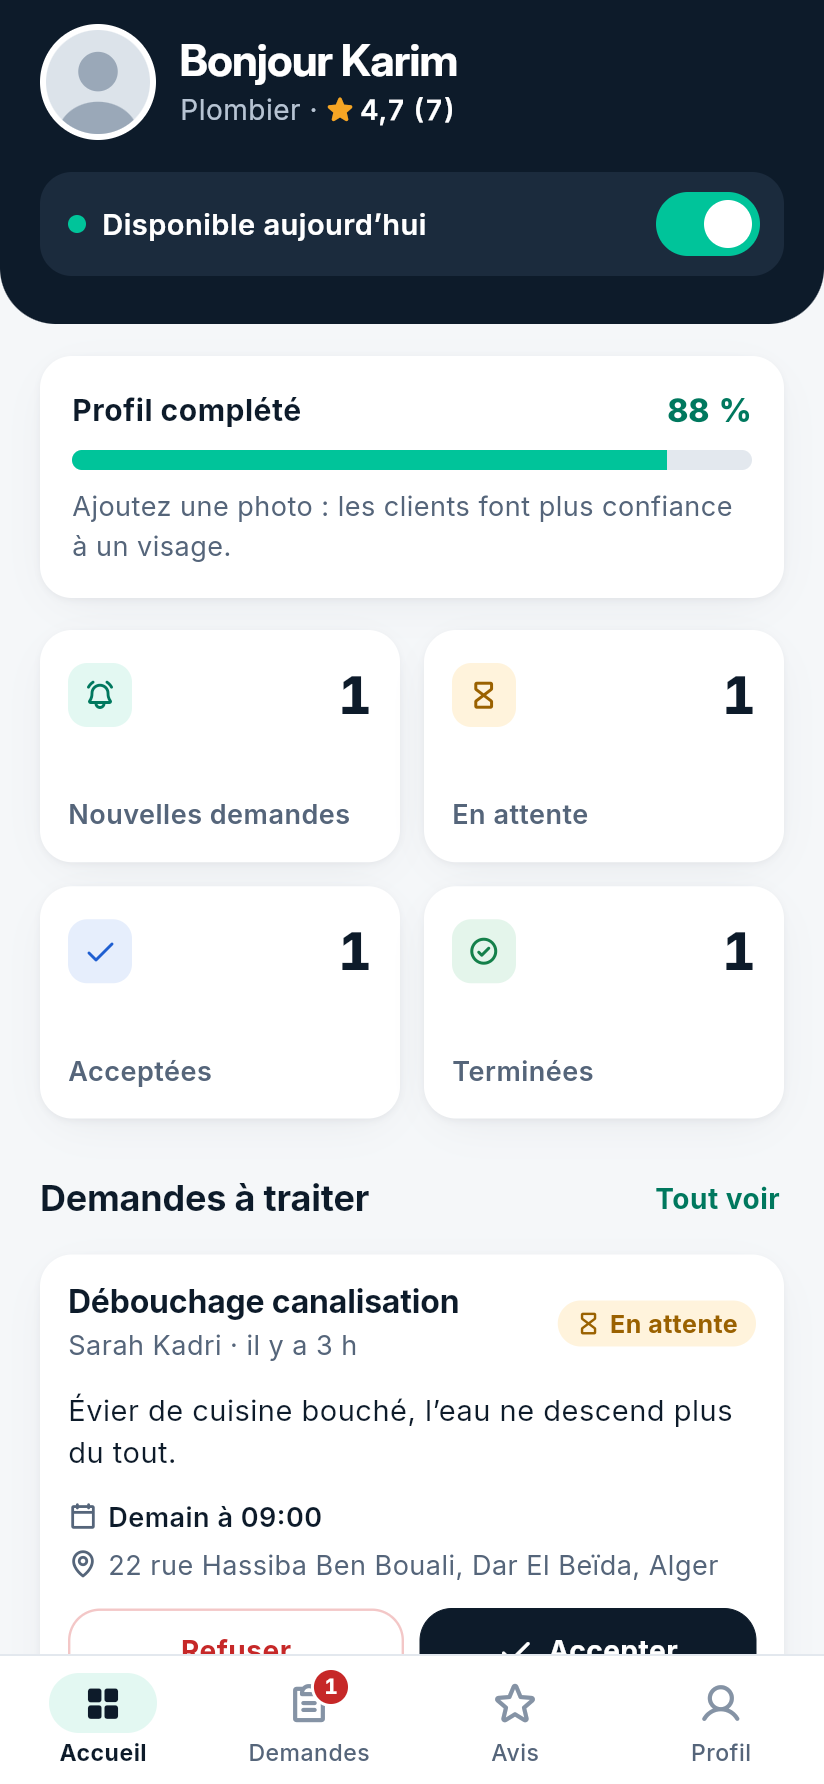 Bonjour Karim
Plombier · 4,7 (7)
Disponible aujourd’hui
Profil complété
88 %
Ajoutez une photo : les clients font plus confiance
à un visage.
1
Nouvelles demandes
1
En attente
1
Acceptées
1
Terminées
Demandes à traiter
Tout voir
Débouchage canalisation
Sarah Kadri · il y a 3 h
En attente
Évier de cuisine bouché, l’eau ne descend plus
du tout.
Demain à 09:00
22 rue Hassiba Ben Bouali, Dar El Beïda, Alger
Refuser
Accepter
1
Accueil
Demandes
Avis
Profil